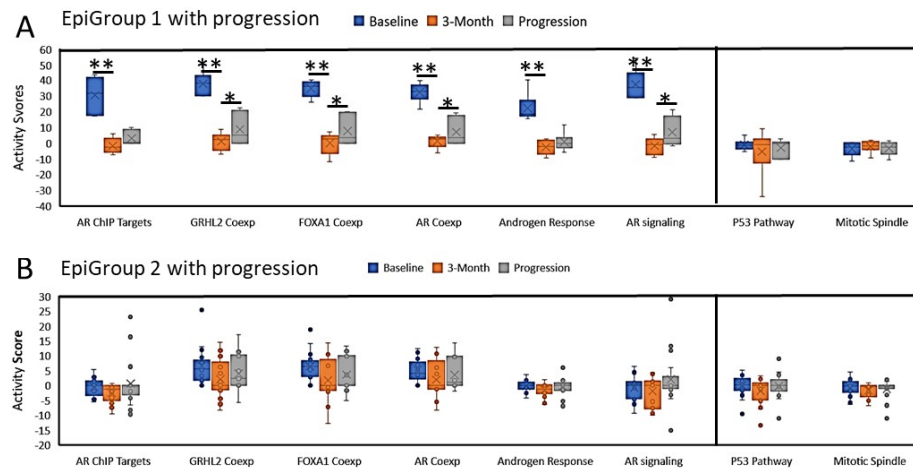 A EpiGroup 1 with progression
Baseline 3-Month Progression
Activity Svores
60
50
40
30
20
10
0
-10
-20
-30
-40
** ** ** ** ** **
* * * *
AR ChIP Targets GRHL2 Coexp FOXA1 Coexp AR Coexp Androgen Response AR signaling P53 Pathway Mitotic Spindle
B EpiGroup 2 with progression
Baseline 3-Month Progression
Activity Score
30
25
20
15
10
5
0
-5
-10
-15
-20
AR ChIP Targets GRHL2 Coexp FOXA1 Coexp AR Coexp Androgen Response AR signaling P53 Pathway Mitotic Spindle